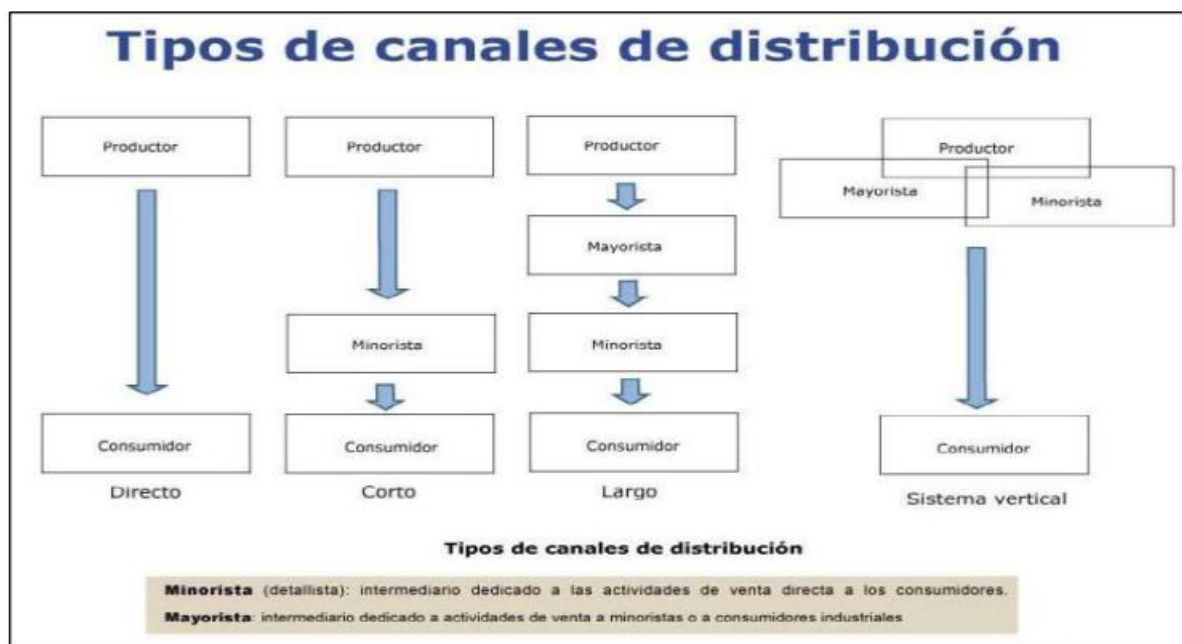 Tipos de canales de distribución
Productor
Consumidor
Directo
Productor
Minorista
Consumidor
Corto
Productor
Mayorista
Minorista
Consumidor
Largo
Productor
Mayorista
Minorista
Consumidor
Sistema vertical
Tipos de canales de distribución
Minorista (detallista): intermediario dedicado a las actividades de venta directa a los consumidores.
Mayorista: intermediario dedicado a actividades de venta a minoristas o a consumidores industriales